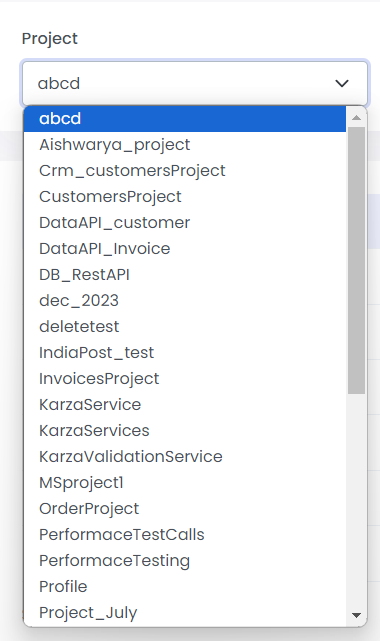 Project
abcd
abcd
Aishwarya_project
Crm_customersProject
CustomersProject
DataAPI_customer
DataAPI_Invoice
DB_RestAPI
dec_2023
deletetest
IndiaPost_test
InvoicesProject
KarzaService
KarzaServices
KarzaValidationService
MSproject1
OrderProject
PerformaceTestCalls
PerformaceTesting
Profile
Project_July